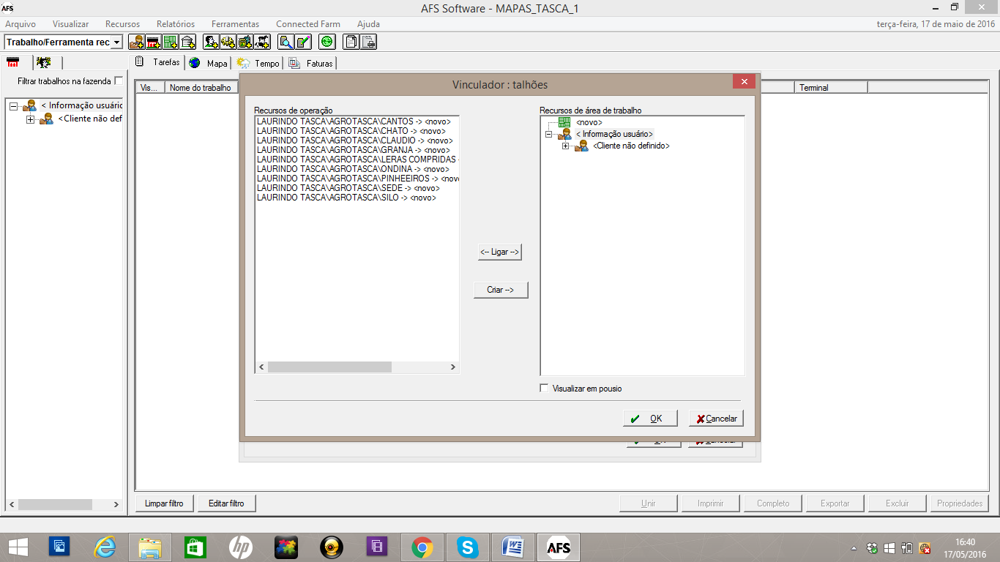 AFS
AFS Software - MAPAS_TASCA_1
Arquivo Visualizar Recursos Relatórios Ferramentas Connected Farm Ajuda
terça-feira, 17 de maio de 2016
Trabalho/Ferramenta rec
Tarefas Mapa Tempo Faturas
Filtrar trabalhos na fazenda
< Informação usuáric
<Cliente não def
Vis... Nome do trabalho Terminal
Vinculador : talhões
Recursos de operação
LAURINDO TASCA\AGROTASCA\CANTOS -> <novo>
LAURINDO TASCA\AGROTASCA\CHATO -> <novo>
LAURINDO TASCA\AGROTASCA\CLAUDIO -> <novo>
LAURINDO TASCA\AGROTASCA\GRANJA -> <novo>
LAURINDO TASCA\AGROTASCA\LERAS COMPRIDAS -
LAURINDO TASCA\AGROTASCA\ONDINA -> <novo>
LAURINDO TASCA\AGROTASCA\PINHEEIROS -> <novo
LAURINDO TASCA\AGROTASCA\SEDE -> <novo>
LAURINDO TASCA\AGROTASCA\SILO -> <novo>
<-- Ligar -->
Criar -->
Recursos de área de trabalho
<novo>
< Informação usuário>
<Cliente não definido>
Visualizar em pousio
OK Cancelar
Limpar filtro Editar filtro Unir Imprimir Completo Exportar Excluir Propriedades
hp
AFS
16:40
17/05/2016